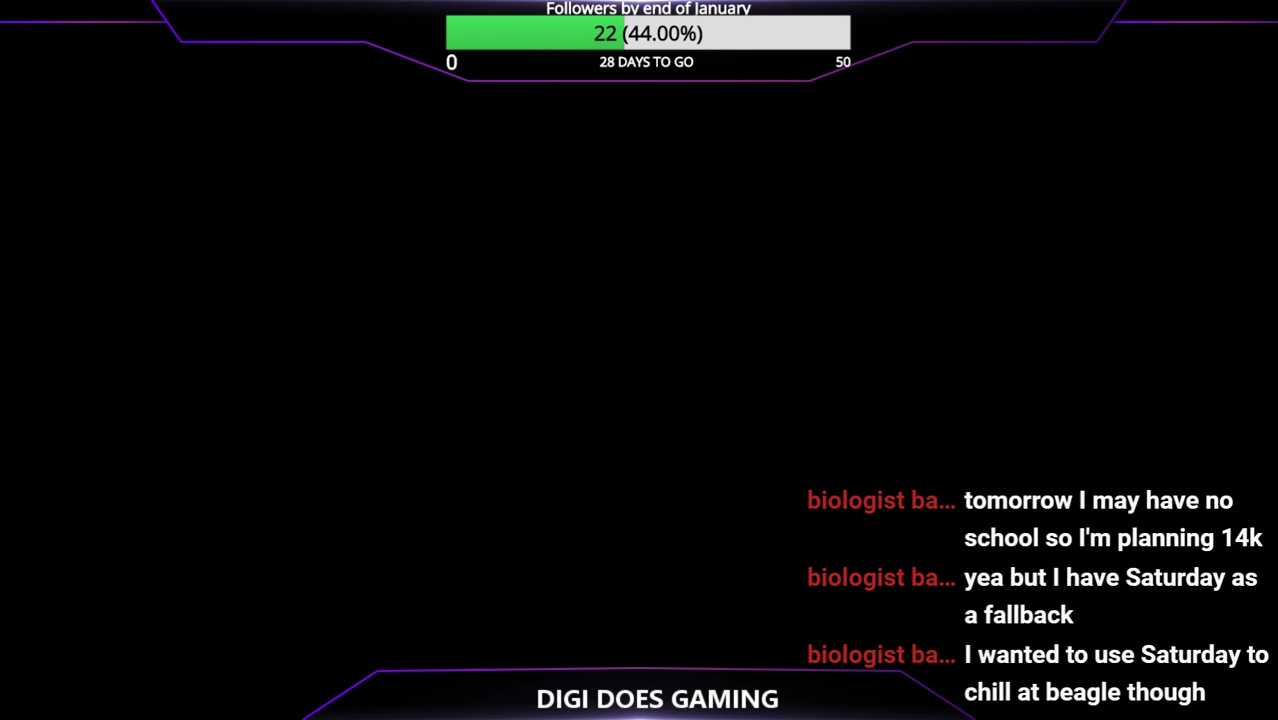 Followers by end of January
22 (44.00%)
0
28 DAYS TO GO
50
biologist ba... tomorrow I may have no
school so I'm planning 14k
biologist ba... yea but I have Saturday as
a fallback
biologist ba... I wanted to use Saturday to
chill at beagle though
DIGI DOES GAMING